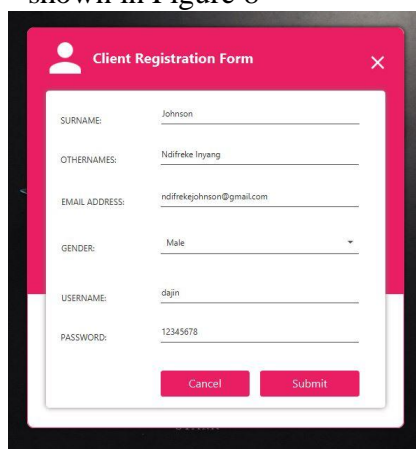 shown in Figure 6
Client Registration Form
SURNAME: Johnson
OTHERNAMES: Ndifreke Inyang
EMAIL ADDRESS: ndifrekejohnson@gmail.com
GENDER: Male
USERNAME: dajin
PASSWORD: 12345678
Cancel Submit